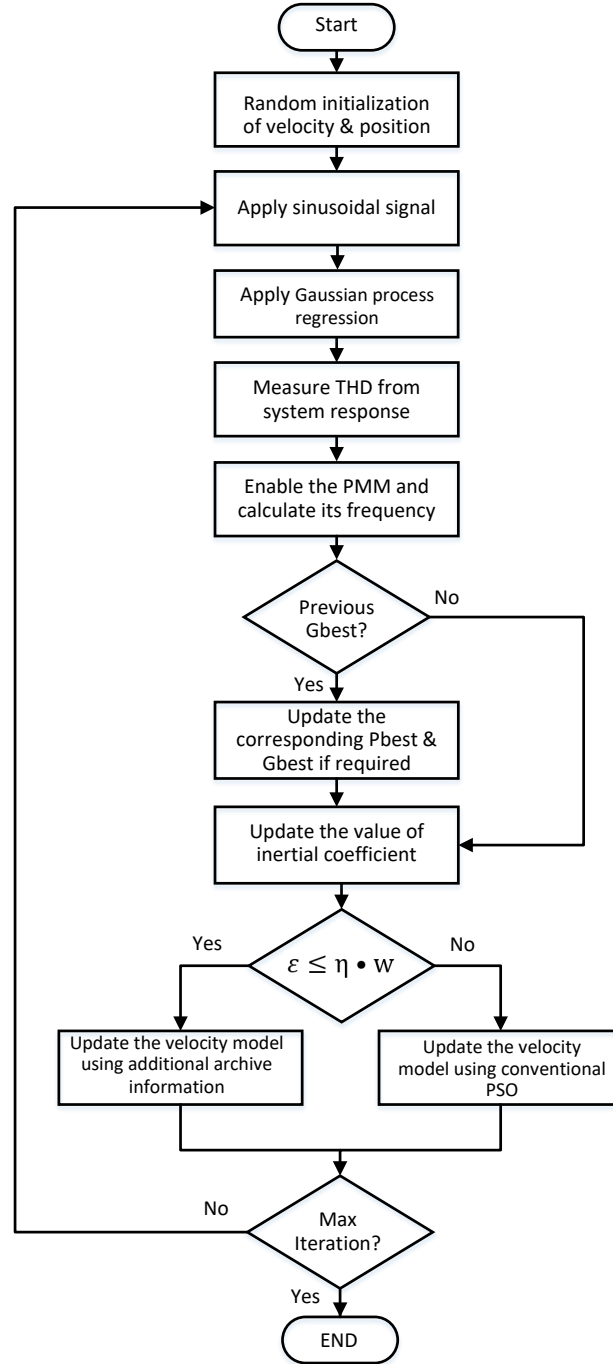 Start
Random initialization
of velocity & position
Apply sinusoidal signal
Apply Gaussian process
regression
Measure THD from
system response
Enable the PMM and
calculate its frequency
Previous
Gbest?
No
Yes
Update the
corresponding Pbest &
Gbest if required
Update the value of
inertial coefficient
Yes
ε ≤ η • w
No
Update the velocity model
using additional archive
information
Update the velocity
model using conventional
PSO
No
Max
Iteration?
Yes
END